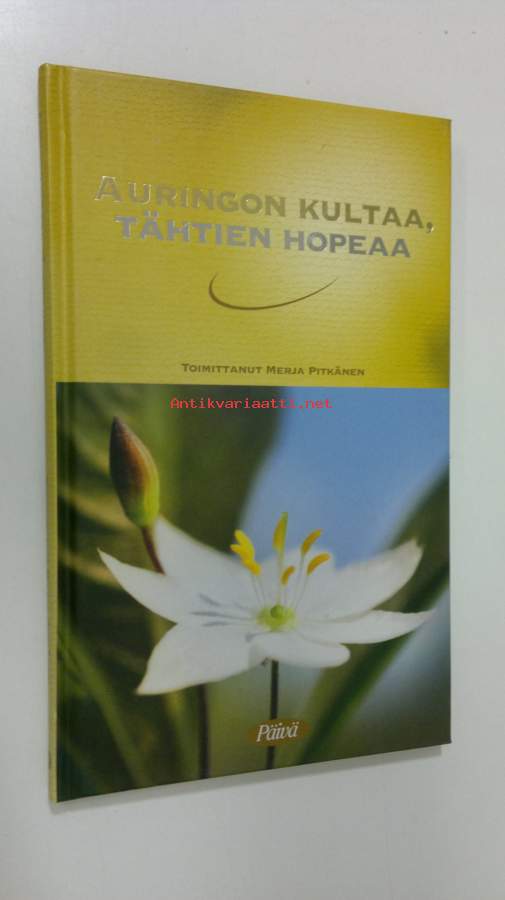 AURINGON KULTAA,
TÄHTIEN HOPEAA
TOIMITTANUT MERJA PITKÄNEN
Antikvariaatti.net
Päivä